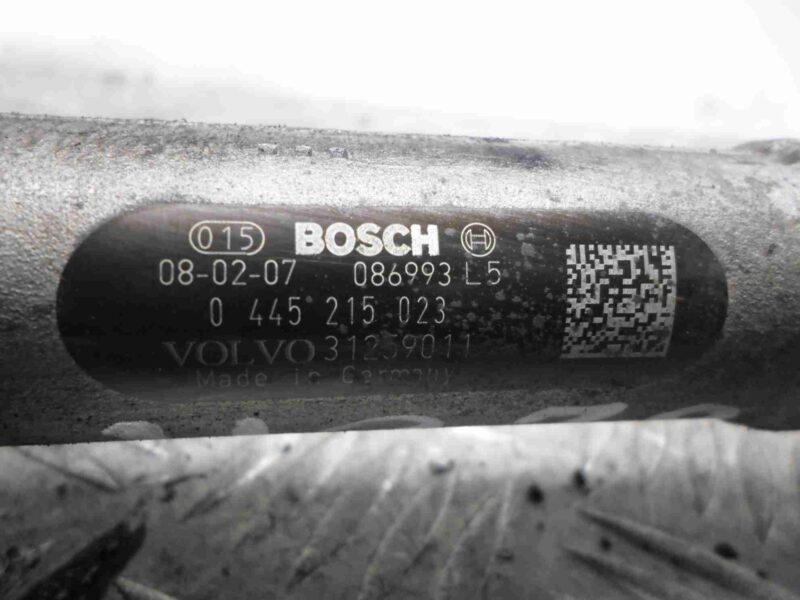 015 BOSCH
08-02-07 086993 L5
0 445 215 023
VOLVO 31259011
Made in Germany